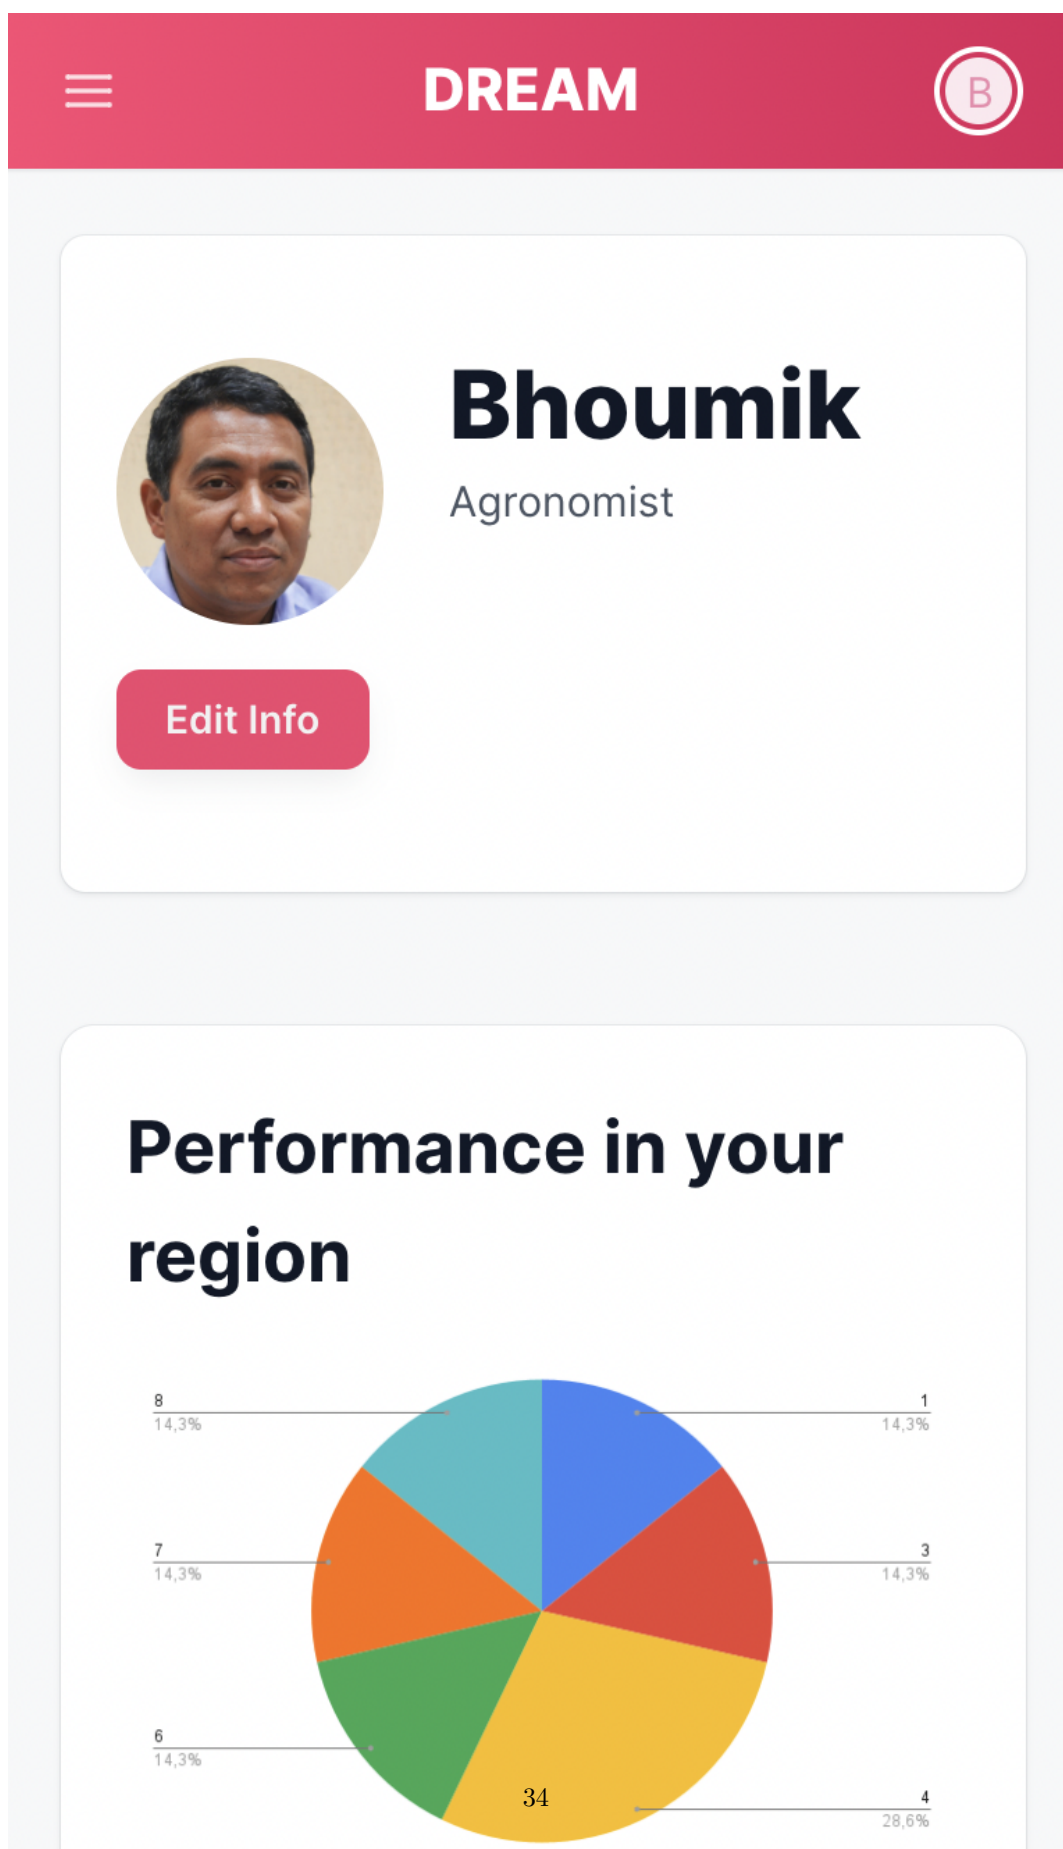 DREAM
B
Bhoumik
Agronomist
Edit Info
Performance in your
region
8
14,3%
1
14,3%
7
14,3%
3
14,3%
6
14,3%
4
28,6%
34